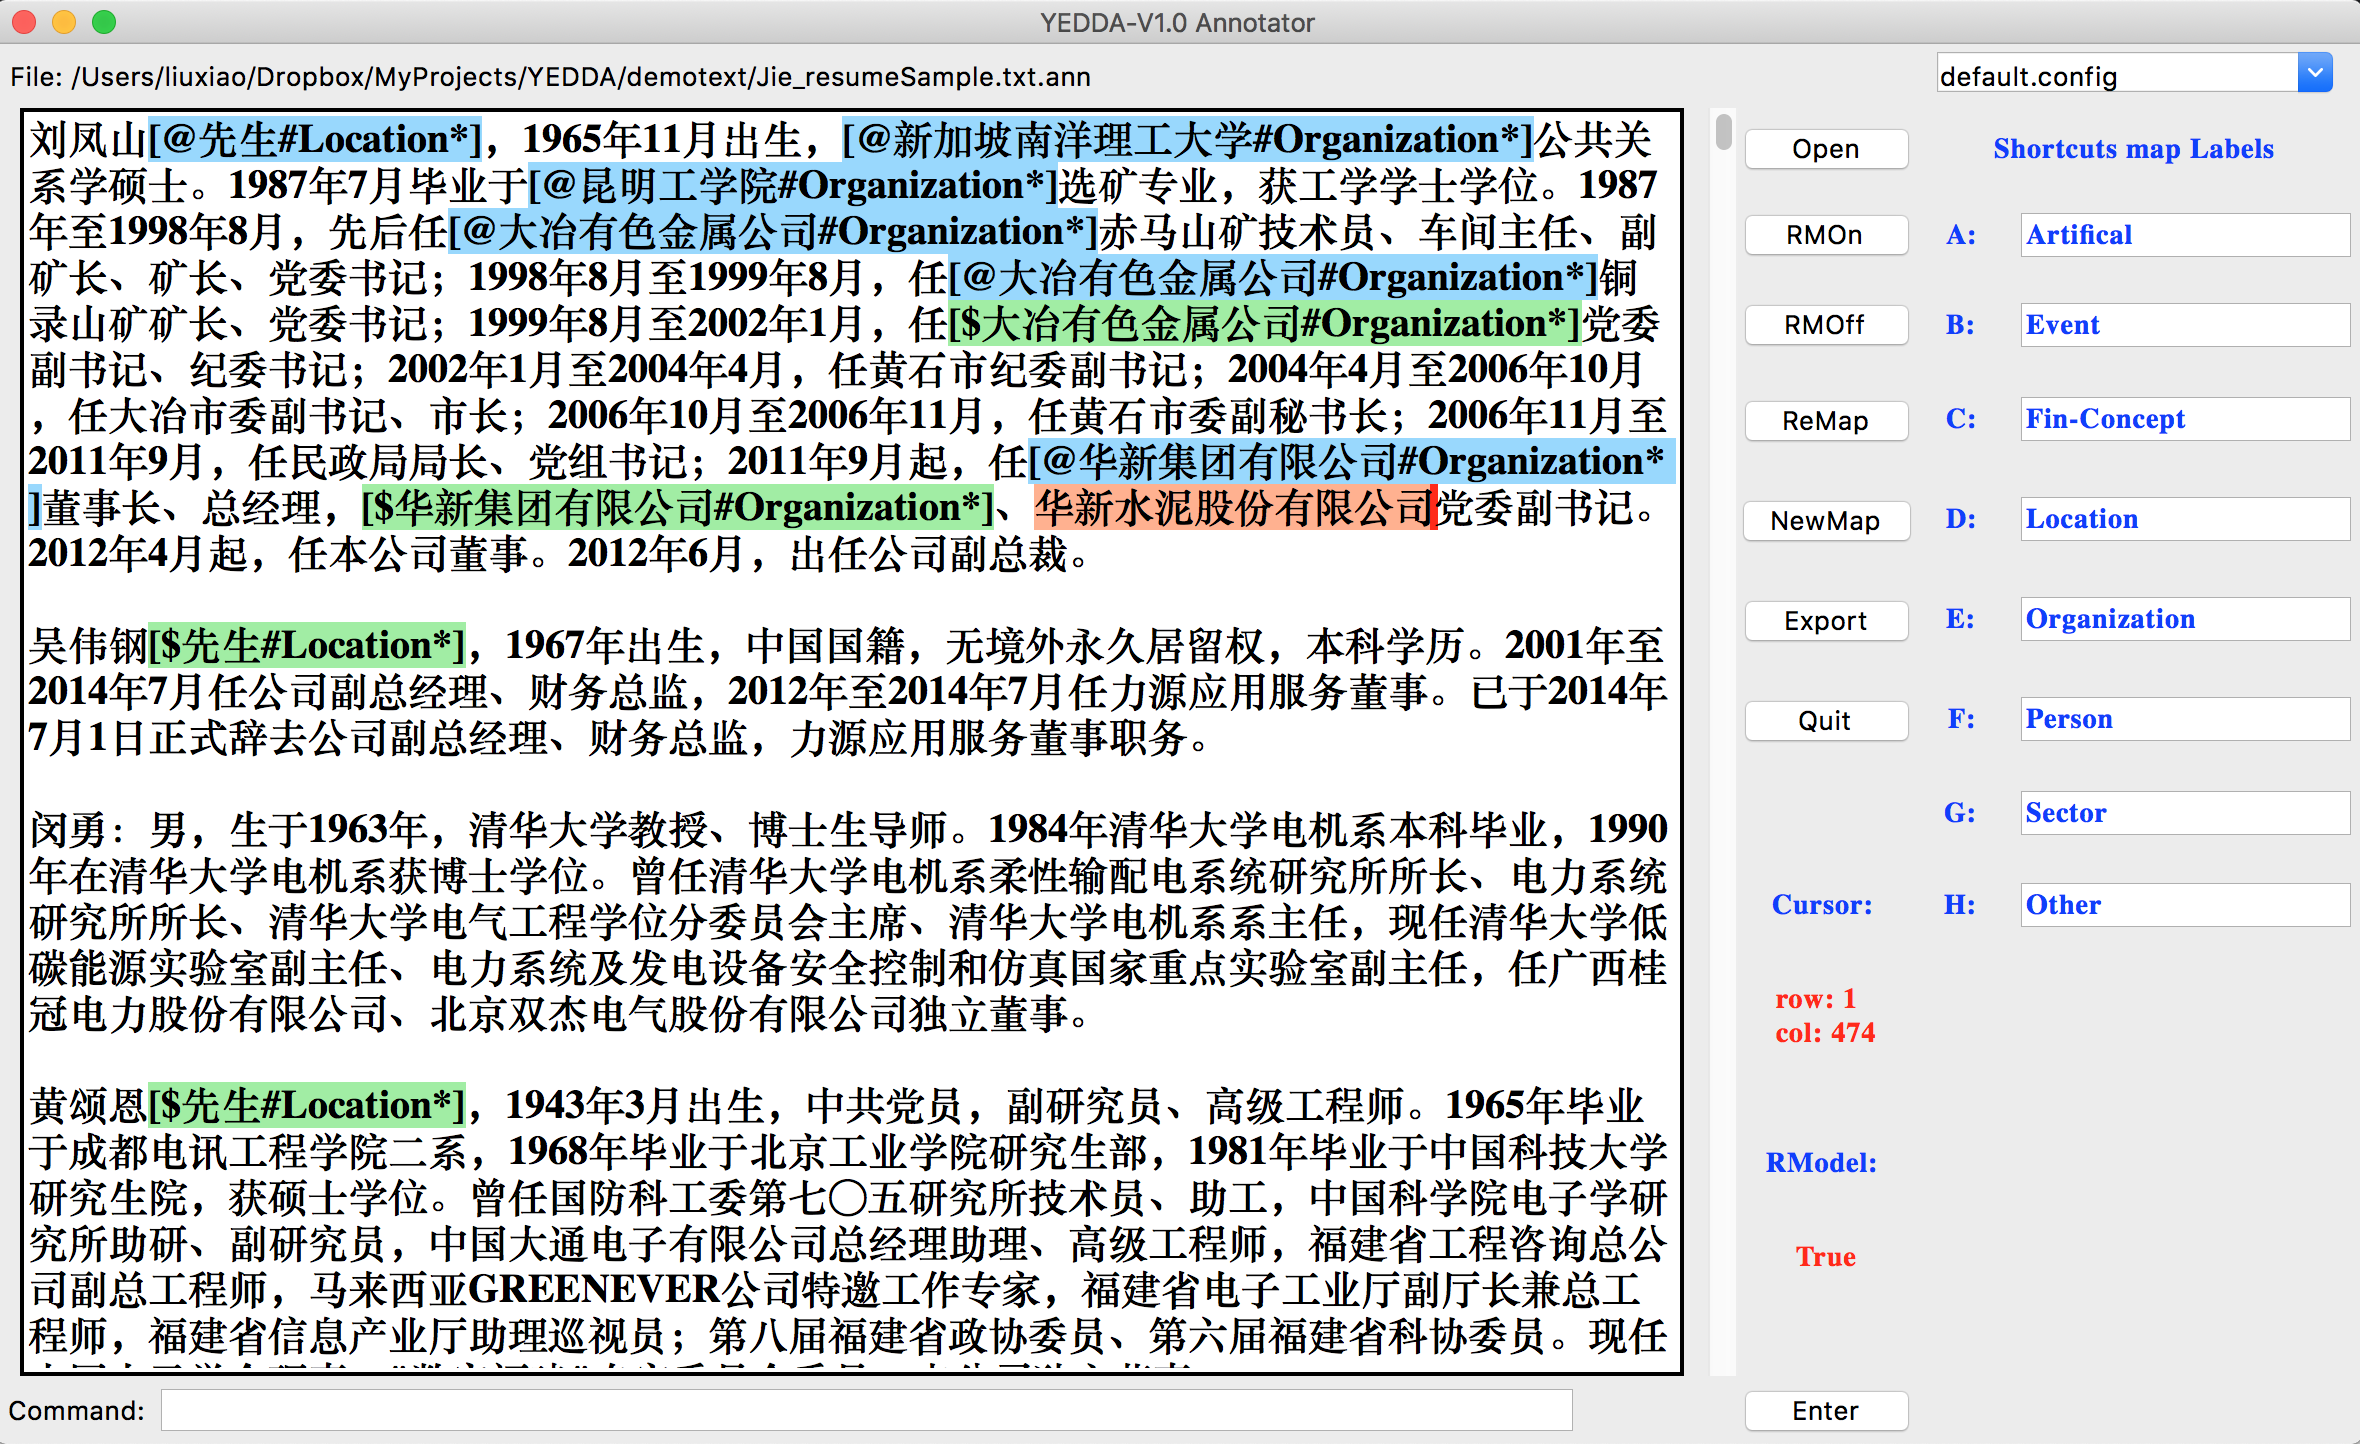 YEDDA-V1.0 Annotator
File: /Users/liuxiao/Dropbox/MyProjects/YEDDA/demotext/Jie_resumeSample.txt.ann
default.config
刘凤山[@先生#Location*]，1965年11月出生，[@新加坡南洋理工大学#Organization*]公共关
系学硕士。1987年7月毕业于[@昆明工学院#Organization*]选矿专业，获工学学士学位。1987
年至1998年8月，先后任[@大冶有色金属公司#Organization*]赤马山矿技术员、车间主任、副
矿长、矿长、党委书记；1998年8月至1999年8月，任[@大冶有色金属公司#Organization*]铜
录山矿矿长、党委书记；1999年8月至2002年1月，任[$大冶有色金属公司#Organization*]党委
副书记、纪委书记；2002年1月至2004年4月，任黄石市纪委副书记；2004年4月至2006年10月
，任大冶市委副书记、市长；2006年10月至2006年11月，任黄石市委副秘书长；2006年11月至
2011年9月，任民政局局长、党组书记；2011年9月起，任[@华新集团有限公司#Organization*
]董事长、总经理，[$华新集团有限公司#Organization*]、华新水泥股份有限公司党委副书记。
2012年4月起，任本公司董事。2012年6月，出任公司副总裁。
吴伟钢[$先生#Location*]，1967年出生，中国国籍，无境外永久居留权，本科学历。2001年至
2014年7月任公司副总经理、财务总监，2012年至2014年7月任力源应用服务董事。已于2014年
7月1日正式辞去公司副总经理、财务总监，力源应用服务董事职务。
闵勇：男，生于1963年，清华大学教授、博士生导师。1984年清华大学电机系本科毕业，1990
年在清华大学电机系获博士学位。曾任清华大学电机系柔性输配电系统研究所所长、电力系统
研究所所长、清华大学电气工程学位分委员会主席、清华大学电机系系主任，现任清华大学低
碳能源实验室副主任、电力系统及发电设备安全控制和仿真国家重点实验室副主任，任广西桂
冠电力股份有限公司、北京双杰电气股份有限公司独立董事。
黄颂恩[$先生#Location*]，1943年3月出生，中共党员，副研究员、高级工程师。1965年毕业
于成都电讯工程学院二系，1968年毕业于北京工业学院研究生部，1981年毕业于中国科技大学
研究生院，获硕士学位。曾任国防科工委第七〇五研究所技术员、助工，中国科学院电子学研
究所助研、副研究员，中国大通电子有限公司总经理助理、高级工程师，福建省工程咨询总公
司副总工程师，马来西亚GREENEVER公司特邀工作专家，福建省电子工业厅副厅长兼总工
程师，福建省信息产业厅助理巡视员；第八届福建省政协委员、第六届福建省科协委员。现任
Open
RMOn
RMOff
ReMap
NewMap
Export
Quit
Shortcuts map Labels
A: Artifical
B: Event
C: Fin-Concept
D: Location
E: Organization
F: Person
G: Sector
H: Other
Cursor:
row: 1
col: 474
RModel:
True
Command:
Enter